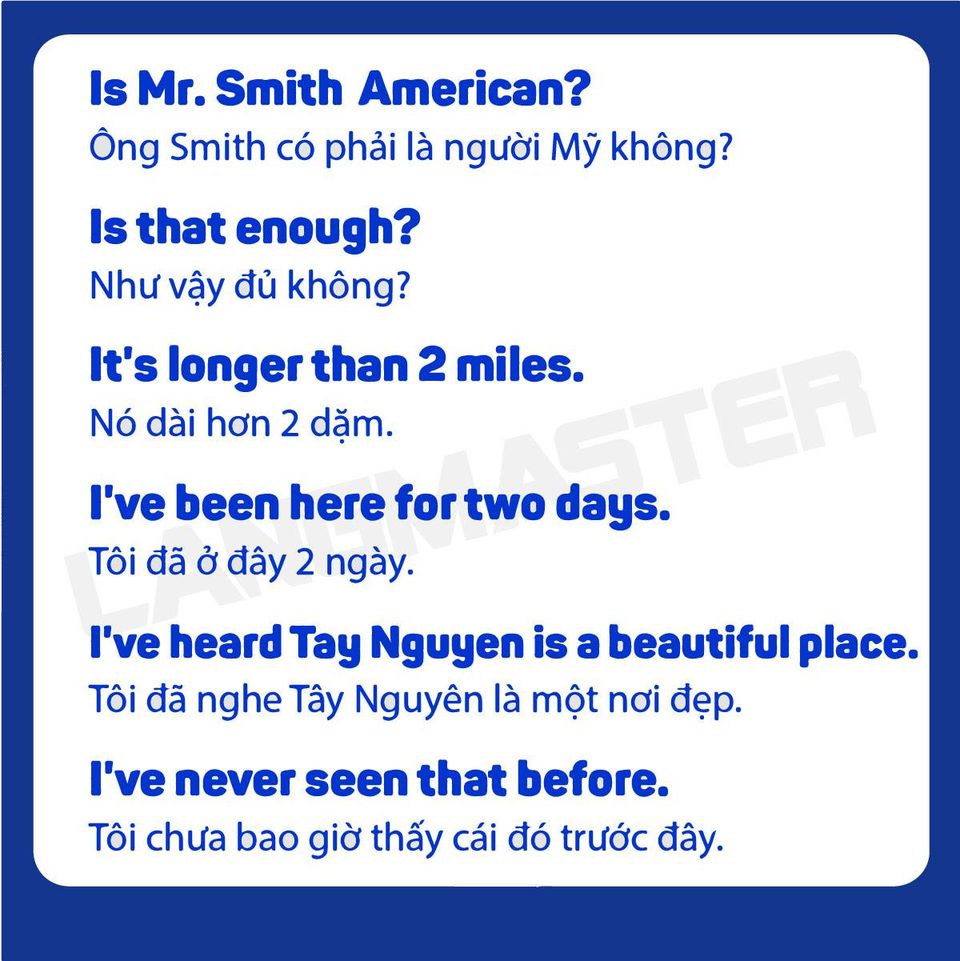 Is Mr. Smith American?
Ông Smith có phải là người Mỹ không?
Is that enough?
Như vậy đủ không?
It's longer than 2 miles.
Nó dài hơn 2 dặm.
I've been here for two days.
Tôi đã ở đây 2 ngày.
I've heard Tay Nguyen is a beautiful place.
Tôi đã nghe Tây Nguyên là một nơi đẹp.
I've never seen that before.
Tôi chưa bao giờ thấy cái đó trước đây.
LANGMASTER